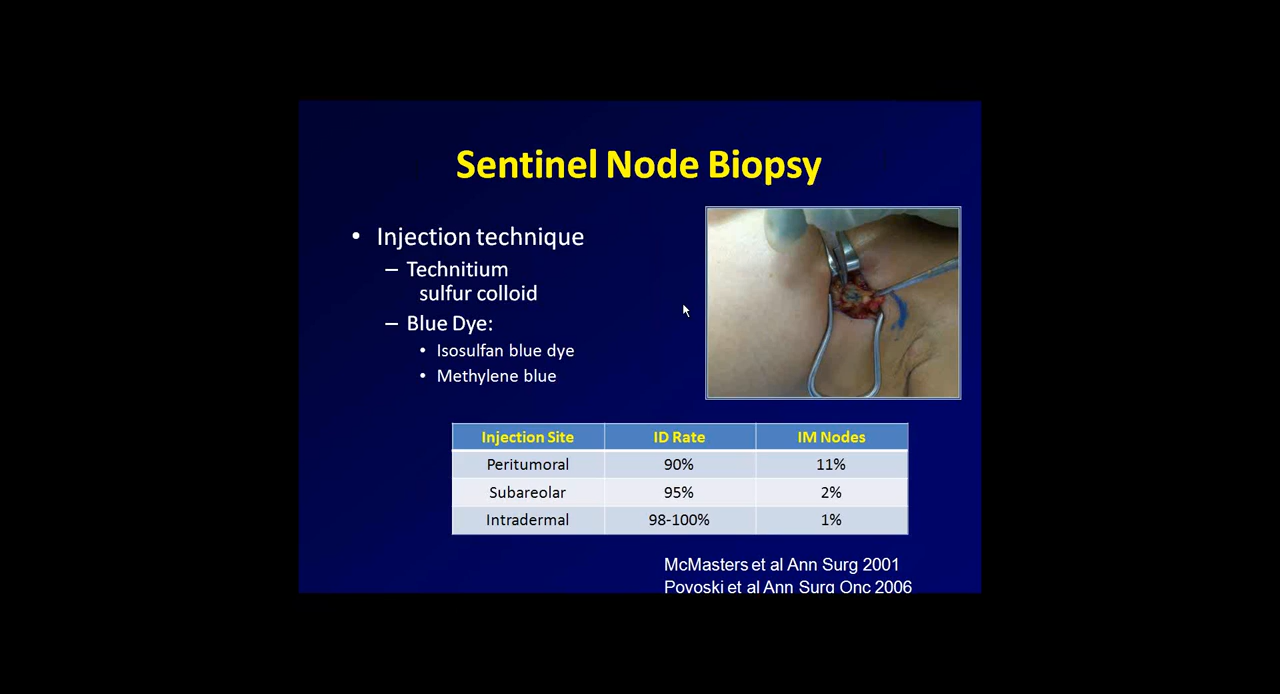 Sentinel Node Biopsy
• Injection technique
– Technitium
sulfur colloid
– Blue Dye:
• Isosulfan blue dye
• Methylene blue
Injection Site ID Rate IM Nodes
Peritumoral 90% 11%
Subareolar 95% 2%
Intradermal 98-100% 1%
McMasters et al Ann Surg 2001
Povoski et al Ann Surg Onc 2006